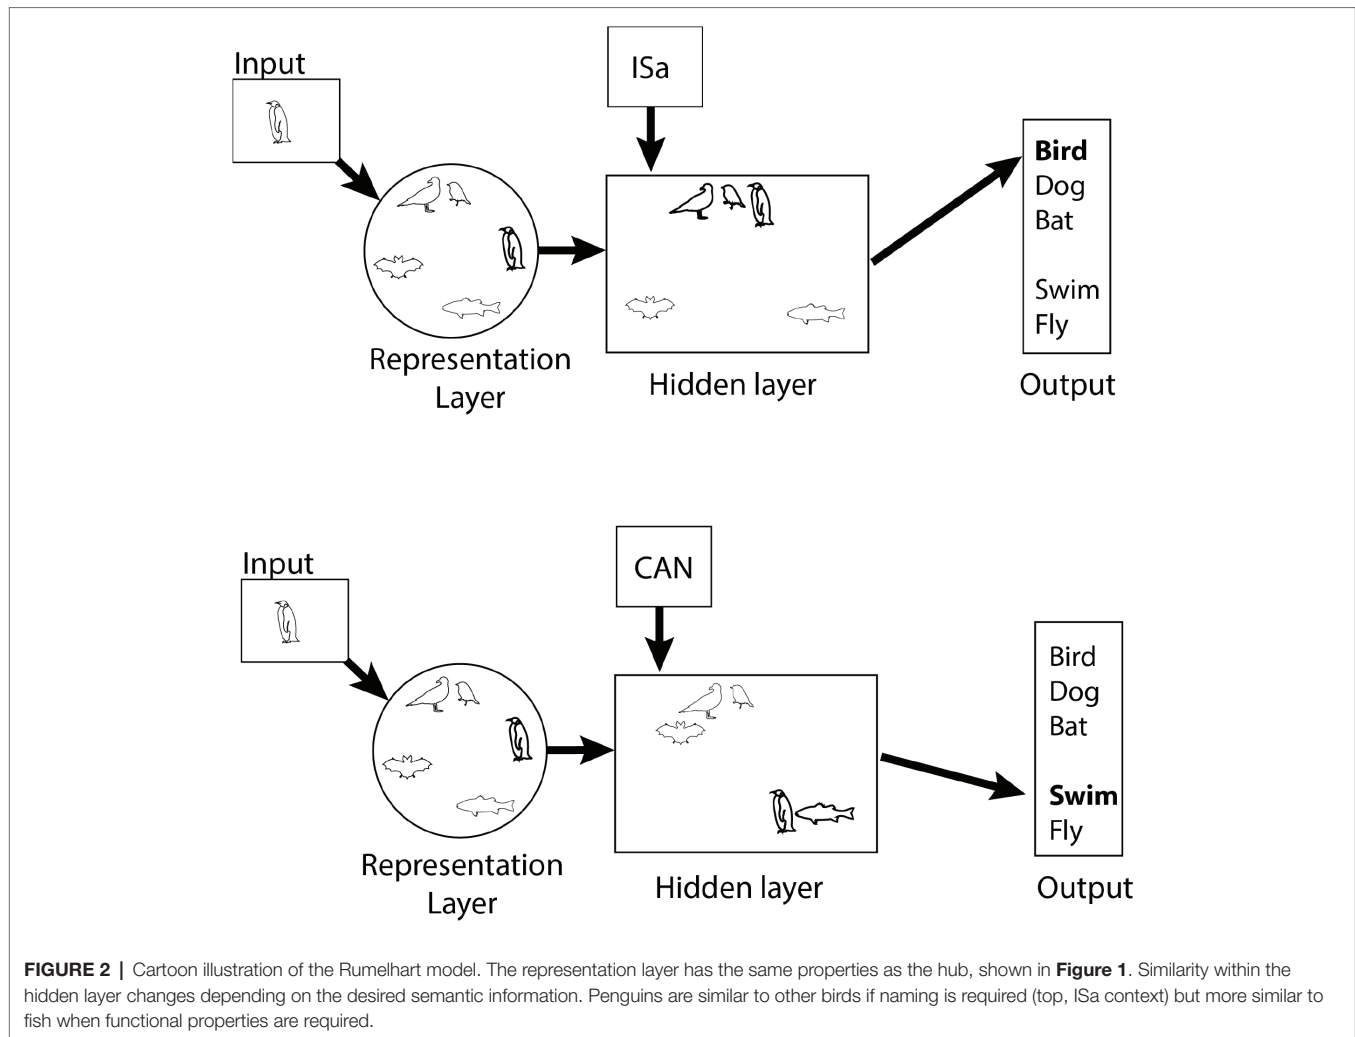 Input
ISa
Bird
Dog
Bat
Swim
Fly
Representation
Layer
Hidden layer
Output
Input
CAN
Bird
Dog
Bat
Swim
Fly
Representation
Layer
Hidden layer
Output
FIGURE 2 | Cartoon illustration of the Rumelhart model. The representation layer has the same properties as the hub, shown in Figure 1. Similarity within the
hidden layer changes depending on the desired semantic information. Penguins are similar to other birds if naming is required (top, ISa context) but more similar to
fish when functional properties are required.